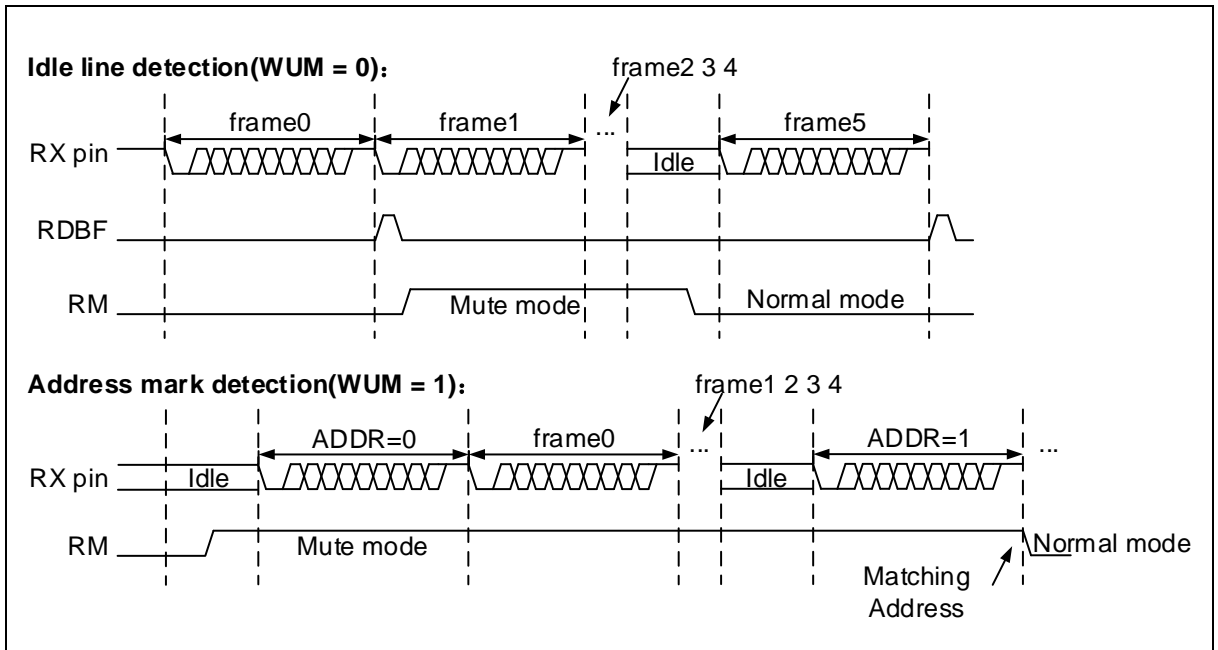 Idle line detection(WUM = 0)：
frame2 3 4
frame0
frame1
...
frame5
RX pin
Idle
RDBF
RM
Mute mode
Normal mode
Address mark detection(WUM = 1)：
frame1 2 3 4
ADDR=0
frame0
...
ADDR=1
...
RX pin
Idle
Idle
RM
Mute mode
Normal mode
Matching
Address